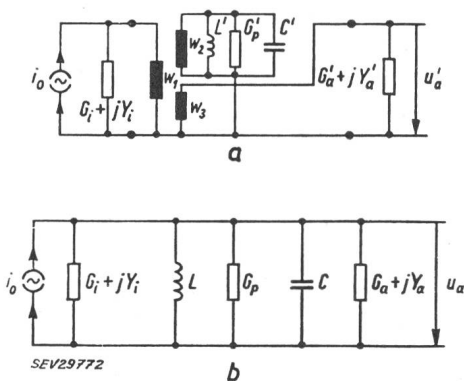 i₀
Gᵢ + jYᵢ
w₁
w₂
w₃
L′
G′ₚ
C′
G′ₐ + jY′ₐ
u′ₐ
a
i₀
Gᵢ + jYᵢ
L
Gₚ
C
Gₐ + jYₐ
uₐ
SEV29772
b